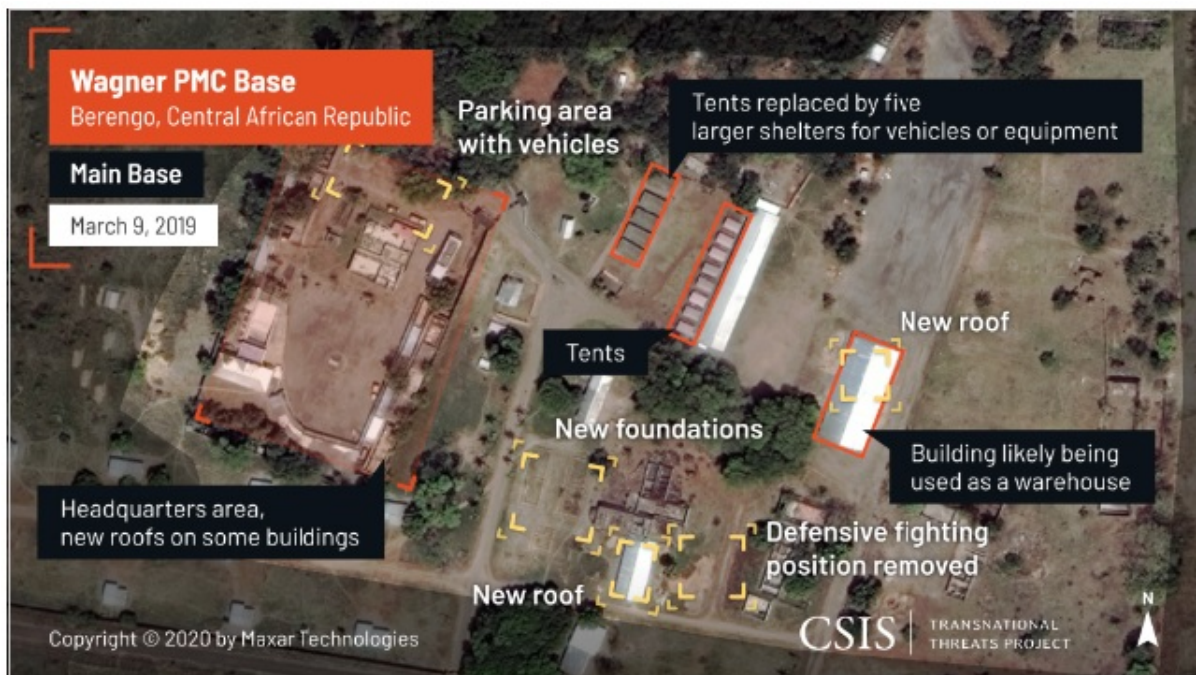 Wagner PMC Base
Berengo, Central African Republic
Main Base
March 9, 2019
Parking area
with vehicles
Tents replaced by five
larger shelters for vehicles or equipment
Tents
New roof
New foundations
Building likely being
used as a warehouse
Headquarters area,
new roofs on some buildings
Defensive fighting
position removed
New roof
Copyright © 2020 by Maxar Technologies
CSIS
TRANSNATIONAL
THREATS PROJECT
N